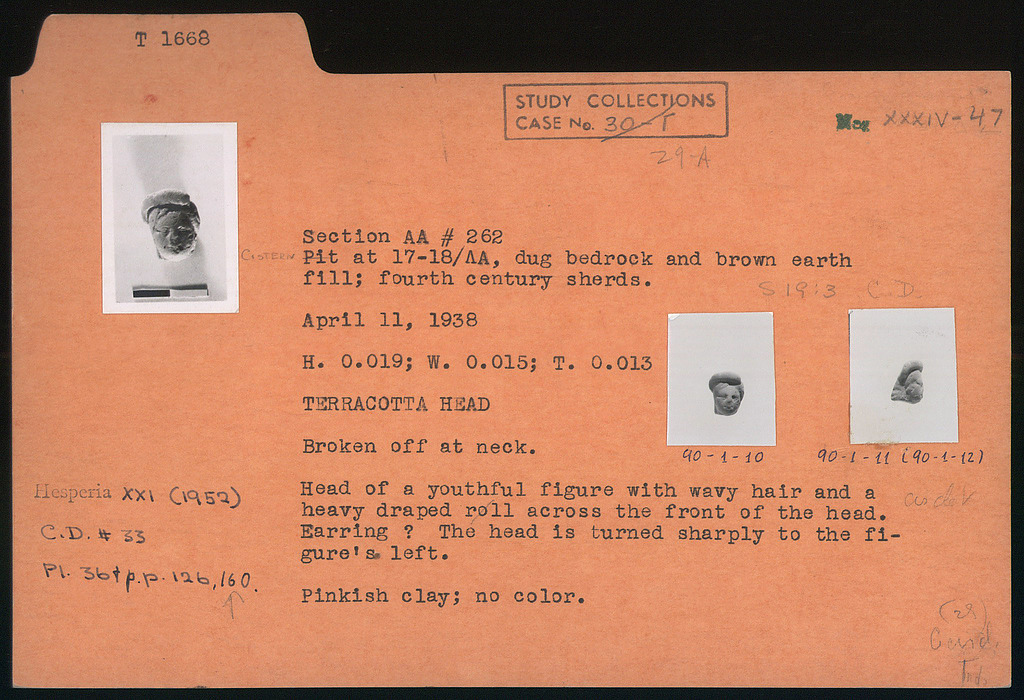 T 1668
STUDY COLLECTIONS
CASE No. 30-T
29-A
Neg XXXIV-47
Section AA # 262
Cistern Pit at 17-18/ΛA, dug bedrock and brown earth
fill; fourth century sherds.
C.D.
April 11, 1938
H. 0.019; W. 0.015; T. 0.013
TERRACOTTA HEAD
Broken off at neck.
90-1-10
90-1-11 (90-1-12)
Head of a youthful figure with wavy hair and a
heavy draped roll across the front of the head.
Earring ? The head is turned sharply to the fi-
gure's left.
Pinkish clay; no color.
Hesperia XXI (1952)
C.D. # 33
Pl. 36 + p.p. 126, 160.